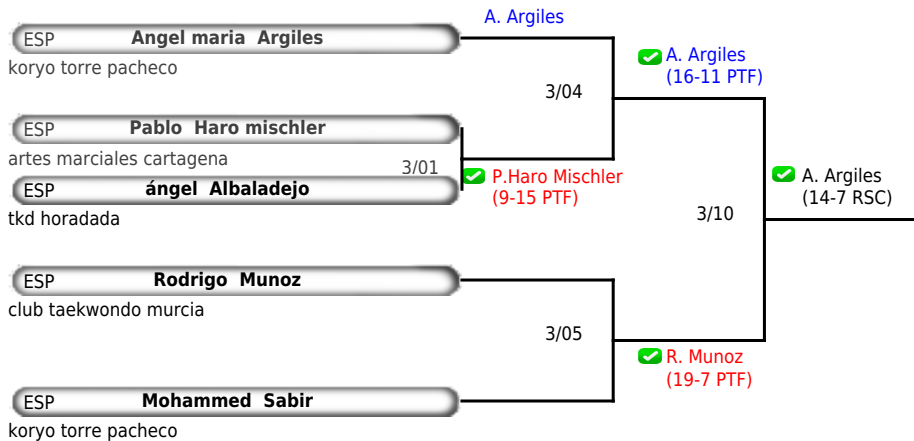 A. Argiles
ESP Angel maria Argiles
koryo torre pacheco
A. Argiles
(16-11 PTF)
3/04
ESP Pablo Haro mischler
artes marciales cartagena
3/01
P.Haro Mischler
(9-15 PTF)
ESP ángel Albaladejo
tkd horadada
A. Argiles
(14-7 RSC)
3/10
ESP Rodrigo Munoz
club taekwondo murcia
3/05
R. Munoz
(19-7 PTF)
ESP Mohammed Sabir
koryo torre pacheco